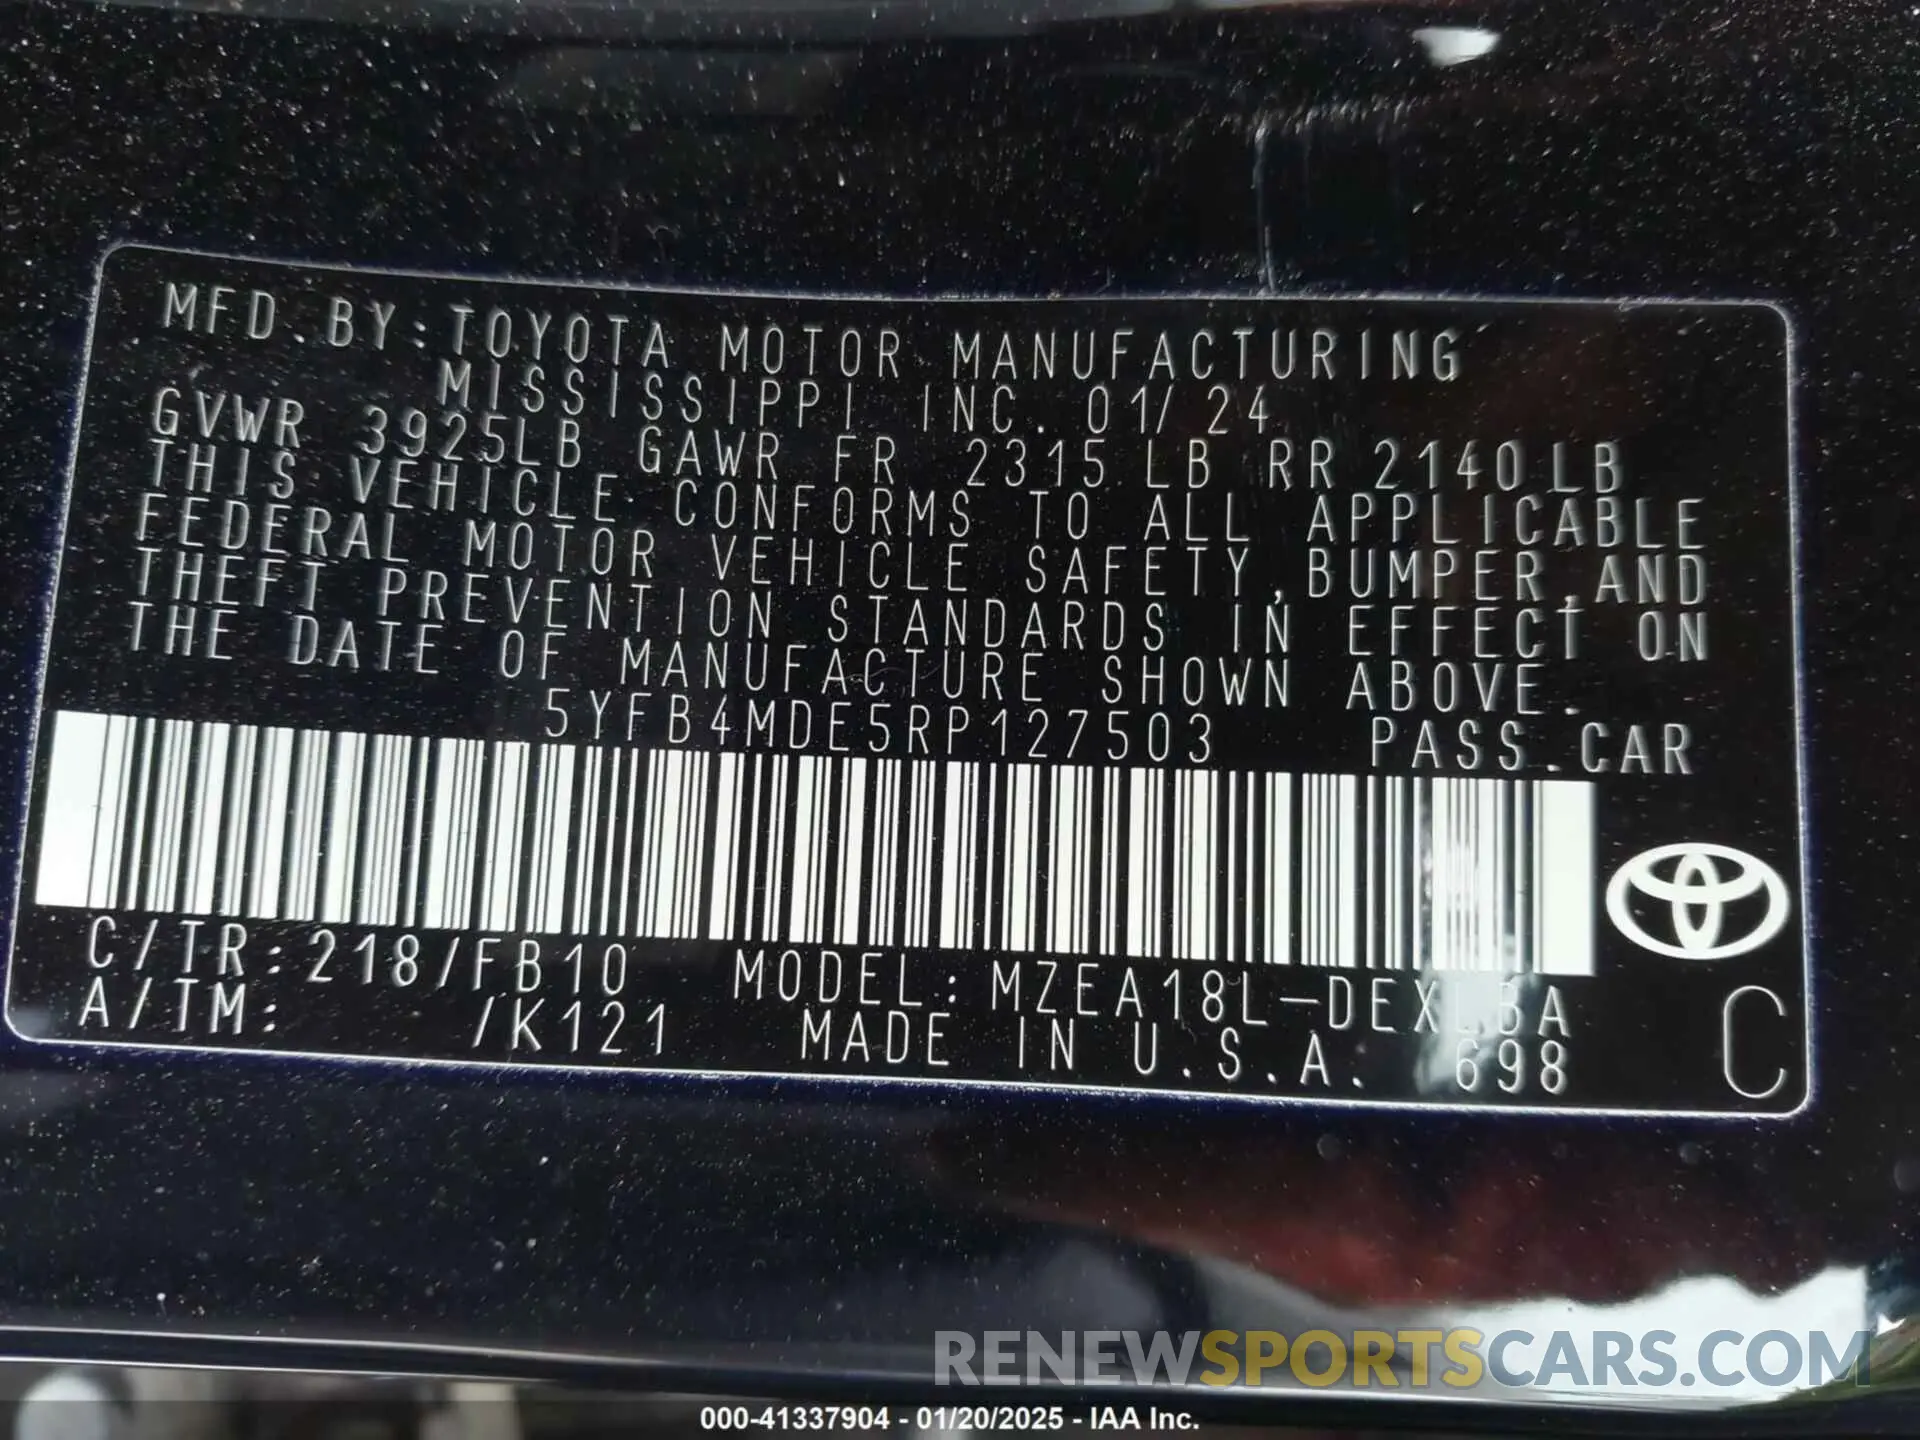 MFD.BY:TOYOTA MOTOR MANUFACTURING
MISSISSIPPI INC. 01/24
GVWR 3925LB GAWR FR 2315LB RR 2140LB
THIS VEHICLE CONFORMS TO ALL APPLICABLE
FEDERAL MOTOR VEHICLE SAFETY,BUMPER,AND
THEFT PREVENTION STANDARDS IN EFFECT ON
THE DATE OF MANUFACTURE SHOWN ABOVE.
5YFB4MDE5RP127503 PASS.CAR
C/TR:218/FB10 MODEL:MZEA18L-DEXLBA
A/TM: /K121 MADE IN U.S.A. 698
C
RENEWSPORTSCARS.COM
000-41337904 - 01/20/2025 - IAA Inc.